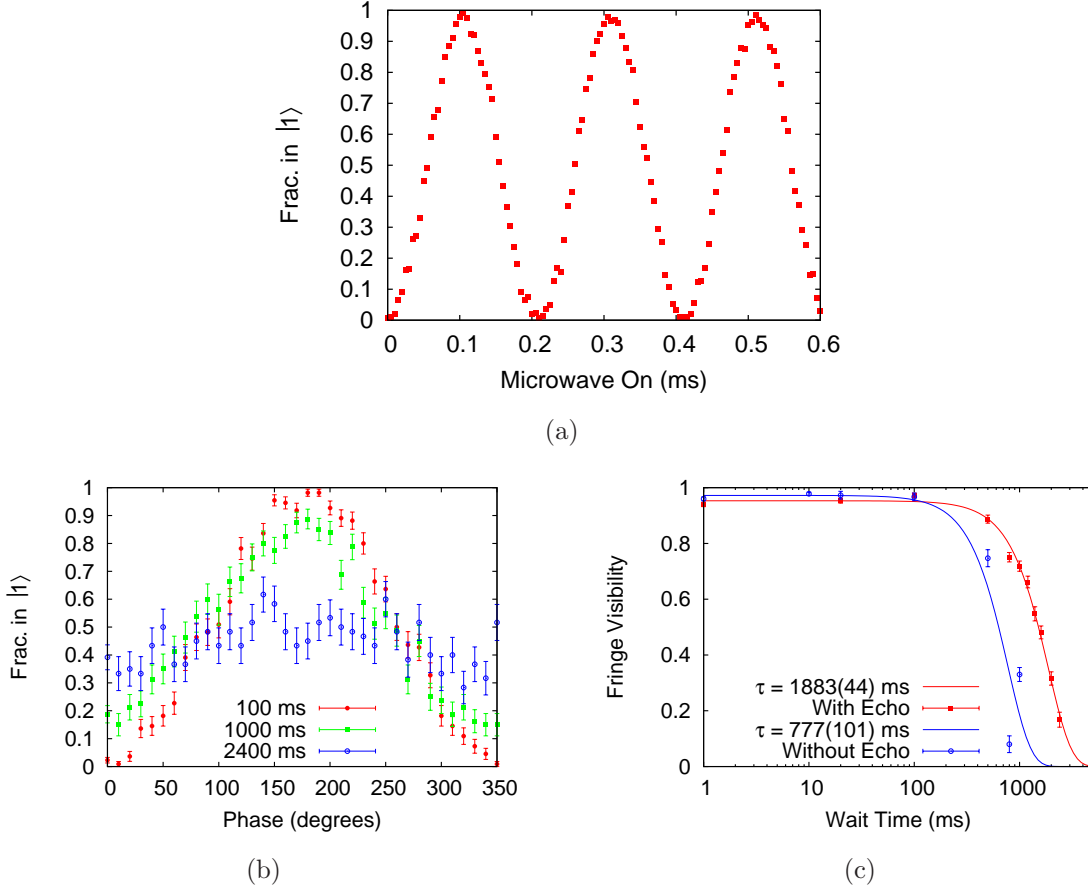 1
0.9
0.8
0.7
0.6
0.5
0.4
0.3
0.2
0.1
0
Frac. in |1⟩
0 0.1 0.2 0.3 0.4 0.5 0.6
Microwave On (ms)
(a)
1
0.9
0.8
0.7
0.6
0.5
0.4
0.3
0.2
0.1
0
Frac. in |1⟩
100 ms
1000 ms
2400 ms
0 50 100 150 200 250 300 350
Phase (degrees)
(b)
1
0.8
0.6
0.4
0.2
0
Fringe Visibility
τ = 1883(44) ms
With Echo
τ = 777(101) ms
Without Echo
1 10 100 1000
Wait Time (ms)
(c)